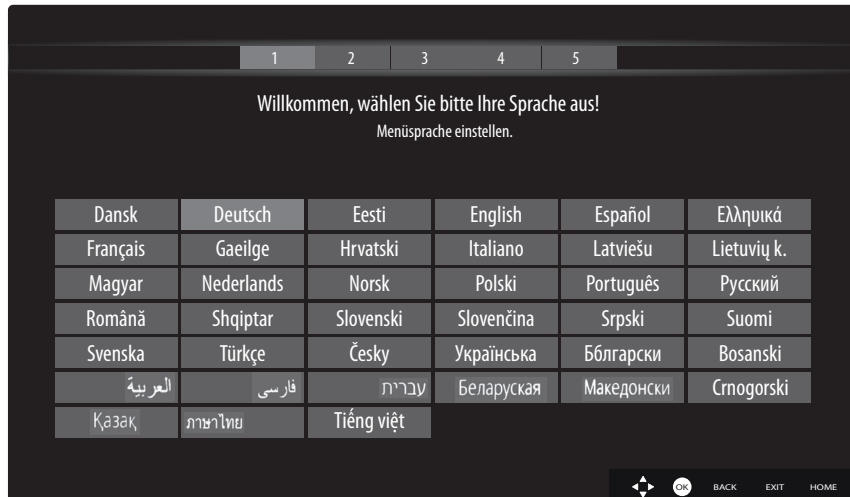 1 2 3 4 5
Willkommen, wählen Sie bitte Ihre Sprache aus!
Menüsprache einstellen.
Dansk Deutsch Eesti English Español Ελληυικά
Français Gaeilge Hrvatski Italiano Latviešu Lietuvių k.
Magyar Nederlands Norsk Polski Português Русский
Română Shqiptar Slovenski Slovenčina Srpski Suomi
Svenska Türkçe Česky Українська Бблгарски Bosanski
العربية فارسی עברית Беларуская Македонски Crnogorski
Қазақ ภาษาไทย Tiếng việt
OK BACK EXIT HOME